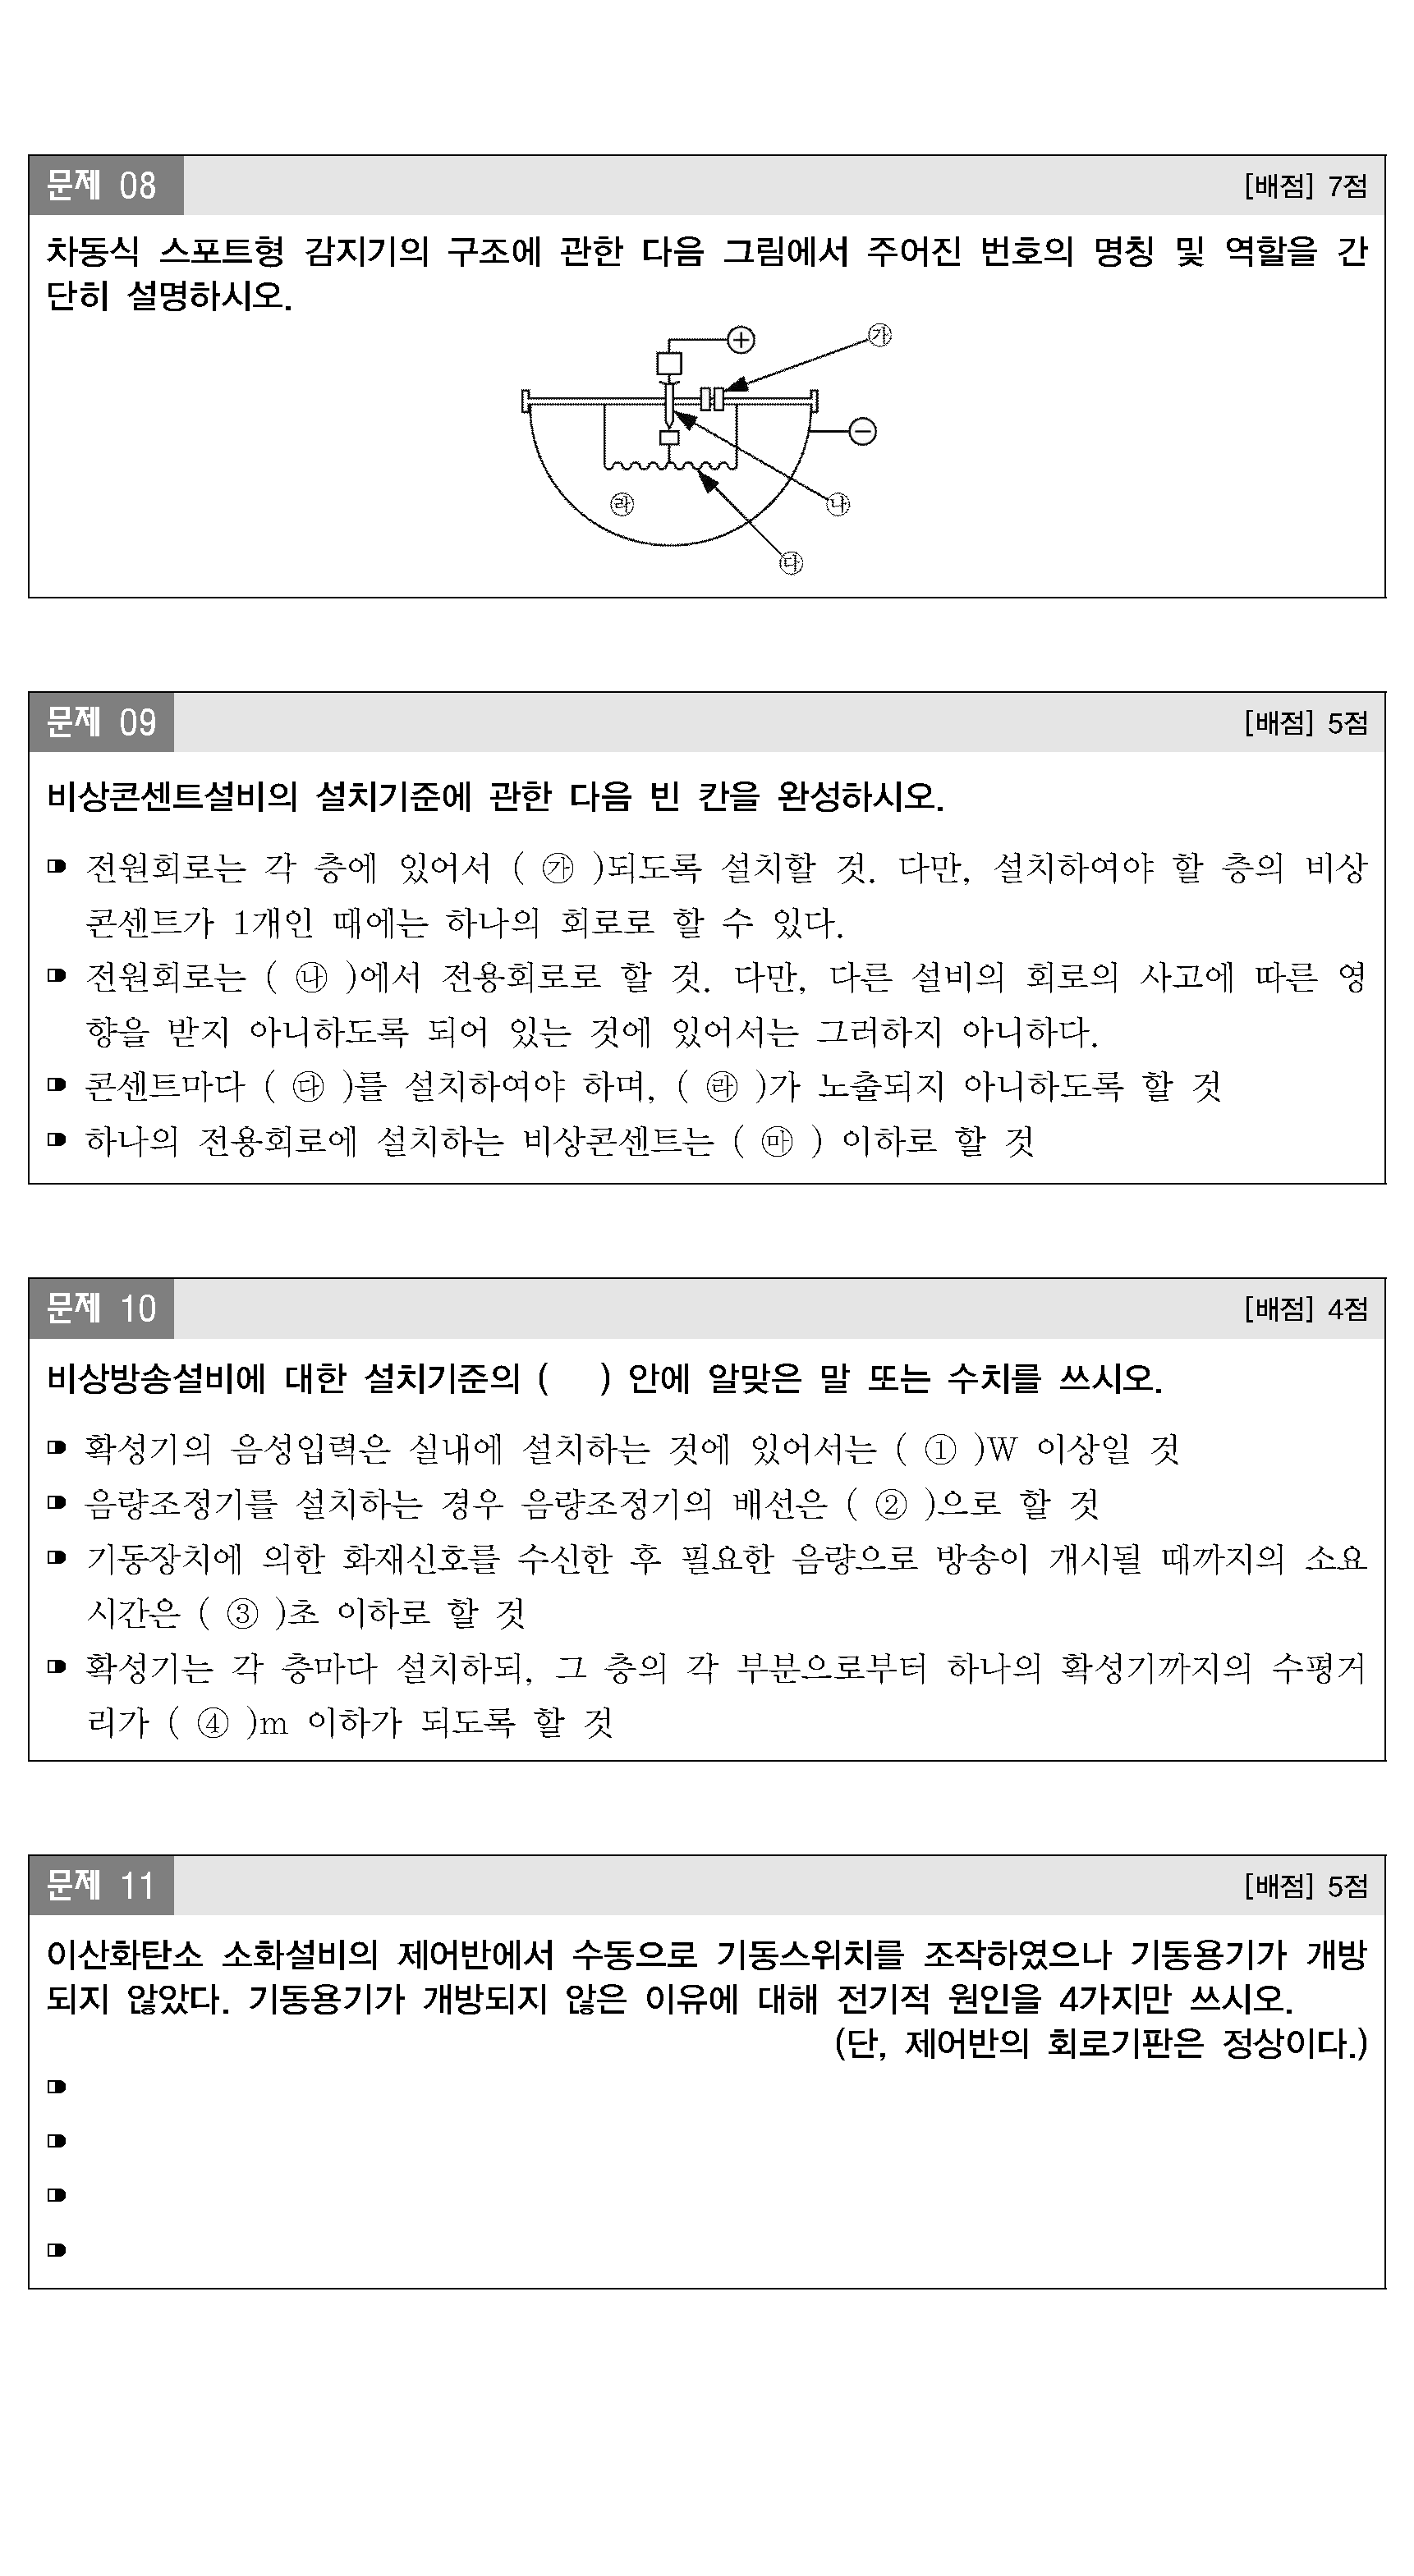 문제 08 [배점] 7점
차동식 스포트형 감지기의 구조에 관한 다음 그림에서 주어진 번호의 명칭 및 역할을 간
단히 설명하시오.
㉮
㉱
㉯
㉰
문제 09 [배점] 5점
비상콘센트설비의 설치기준에 관한 다음 빈 칸을 완성하시오.
전원회로는 각 층에 있어서 ( ㉮ )되도록 설치할 것. 다만, 설치하여야 할 층의 비상
콘센트가 1개인 때에는 하나의 회로로 할 수 있다.
전원회로는 ( ㉯ )에서 전용회로로 할 것. 다만, 다른 설비의 회로의 사고에 따른 영
향을 받지 아니하도록 되어 있는 것에 있어서는 그러하지 아니하다.
콘센트마다 ( ㉰ )를 설치하여야 하며, ( ㉱ )가 노출되지 아니하도록 할 것
하나의 전용회로에 설치하는 비상콘센트는 ( ㉲ ) 이하로 할 것
문제 10 [배점] 4점
비상방송설비에 대한 설치기준의 ( ) 안에 알맞은 말 또는 수치를 쓰시오.
확성기의 음성입력은 실내에 설치하는 것에 있어서는 ( ① )W 이상일 것
음량조정기를 설치하는 경우 음량조정기의 배선은 ( ② )으로 할 것
기동장치에 의한 화재신호를 수신한 후 필요한 음량으로 방송이 개시될 때까지의 소요
시간은 ( ③ )초 이하로 할 것
확성기는 각 층마다 설치하되, 그 층의 각 부분으로부터 하나의 확성기까지의 수평거
리가 ( ④ )m 이하가 되도록 할 것
문제 11 [배점] 5점
이산화탄소 소화설비의 제어반에서 수동으로 기동스위치를 조작하였으나 기동용기가 개방
되지 않았다. 기동용기가 개방되지 않은 이유에 대해 전기적 원인을 4가지만 쓰시오.
(단, 제어반의 회로기판은 정상이다.)